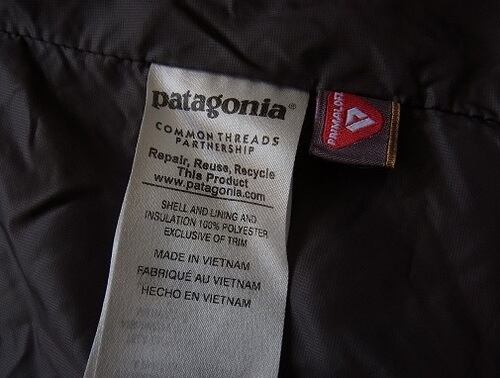 patagonia®
COMMON THREADS
PARTNERSHIP
Repair, Reuse, Recycle
This Product
www.patagonia.com
SHELL AND LINING AND
INSULATION 100% POLYESTER
EXCLUSIVE OF TRIM
MADE IN VIETNAM
FABRIQUÉ AU VIETNAM
HECHO EN VIETNAM
PRIMALOFT